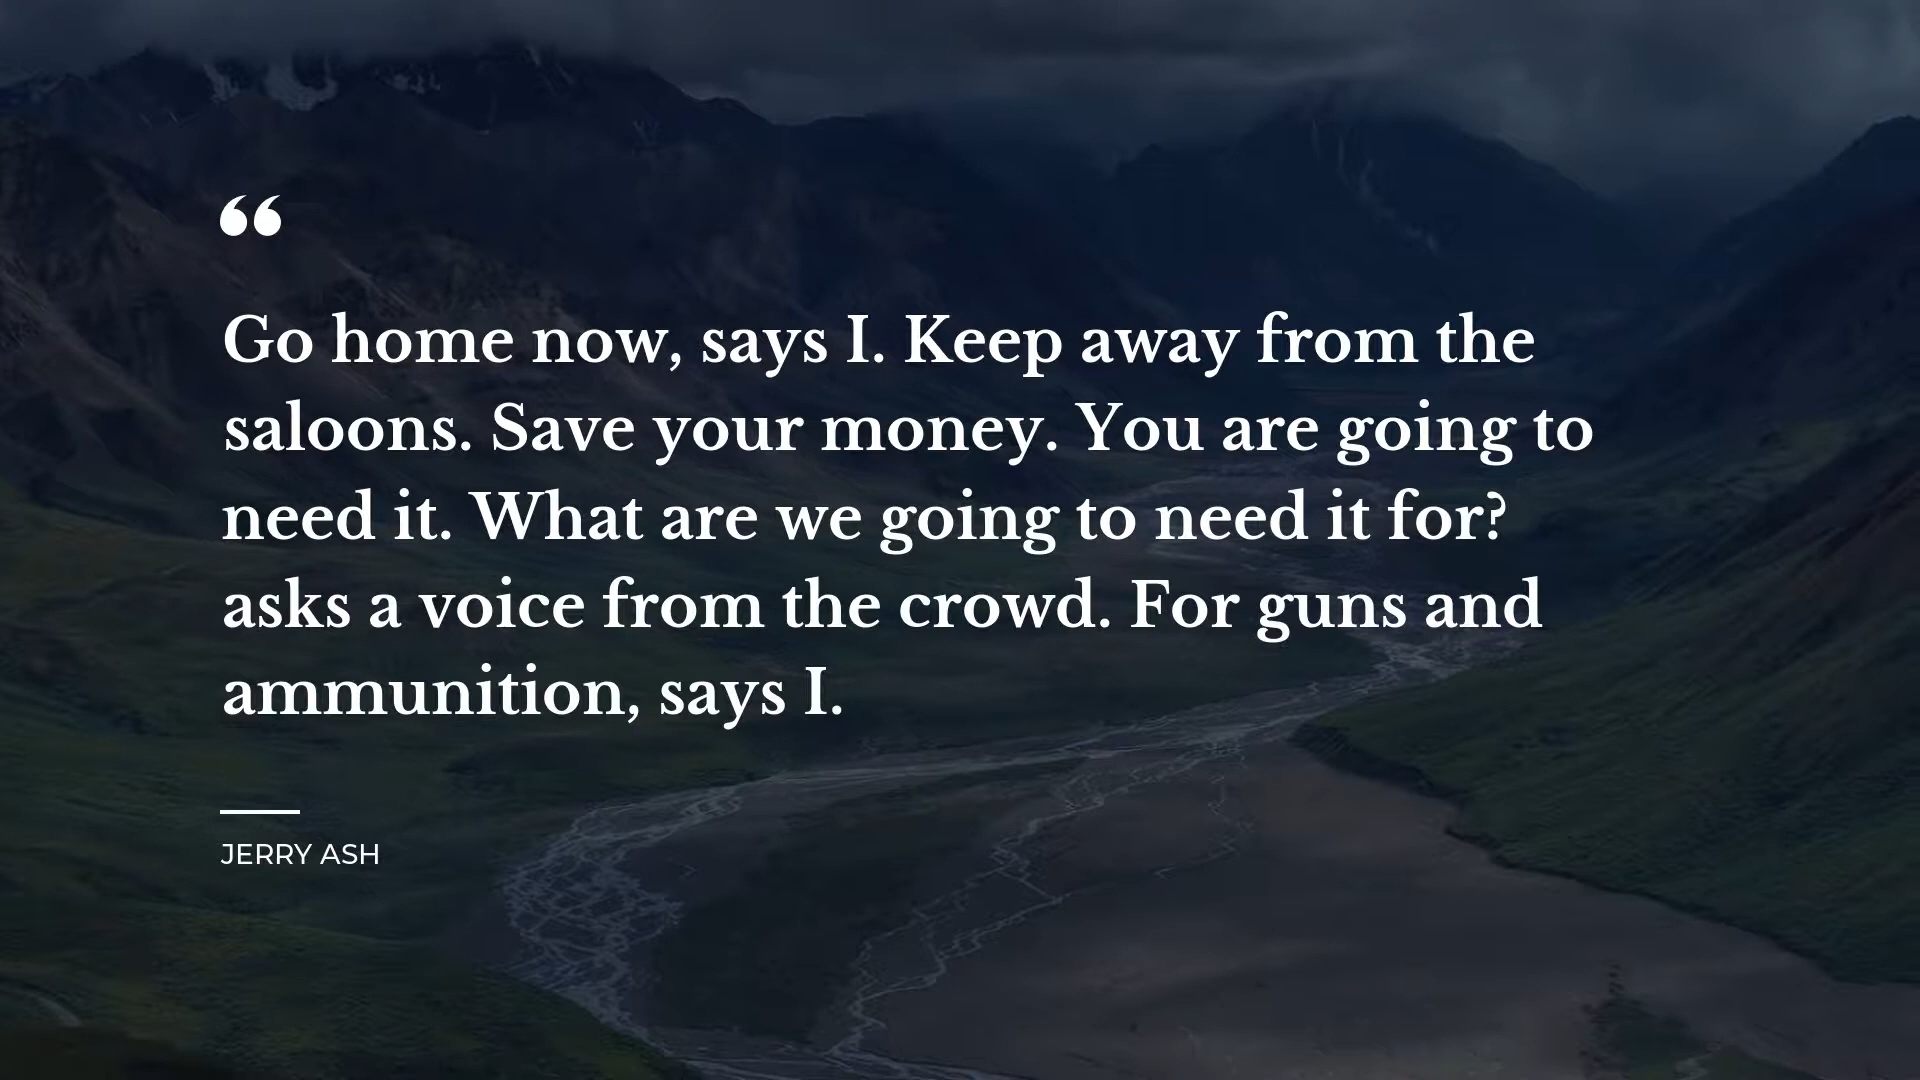 “
Go home now, says I. Keep away from the
saloons. Save your money. You are going to
need it. What are we going to need it for?
asks a voice from the crowd. For guns and
ammunition, says I.
JERRY ASH